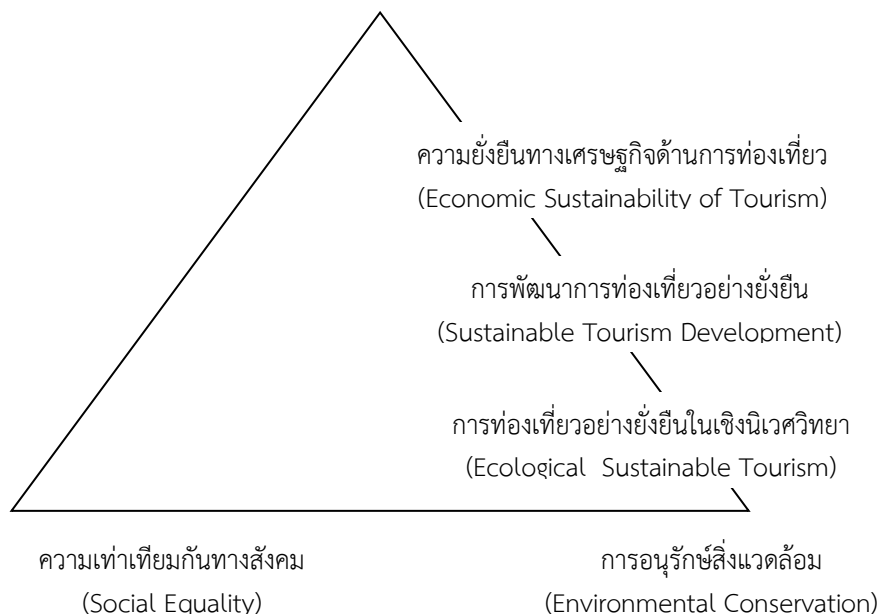 ความยั่งยืนทางเศรษฐกิจด้านการท่องเที่ยว
(Economic Sustainability of Tourism)
การพัฒนาการท่องเที่ยวอย่างยั่งยืน
(Sustainable Tourism Development)
การท่องเที่ยวอย่างยั่งยืนในเชิงนิเวศวิทยา
(Ecological Sustainable Tourism)
ความเท่าเทียมกันทางสังคม
(Social Equality)
การอนุรักษ์สิ่งแวดล้อม
(Environmental Conservation)